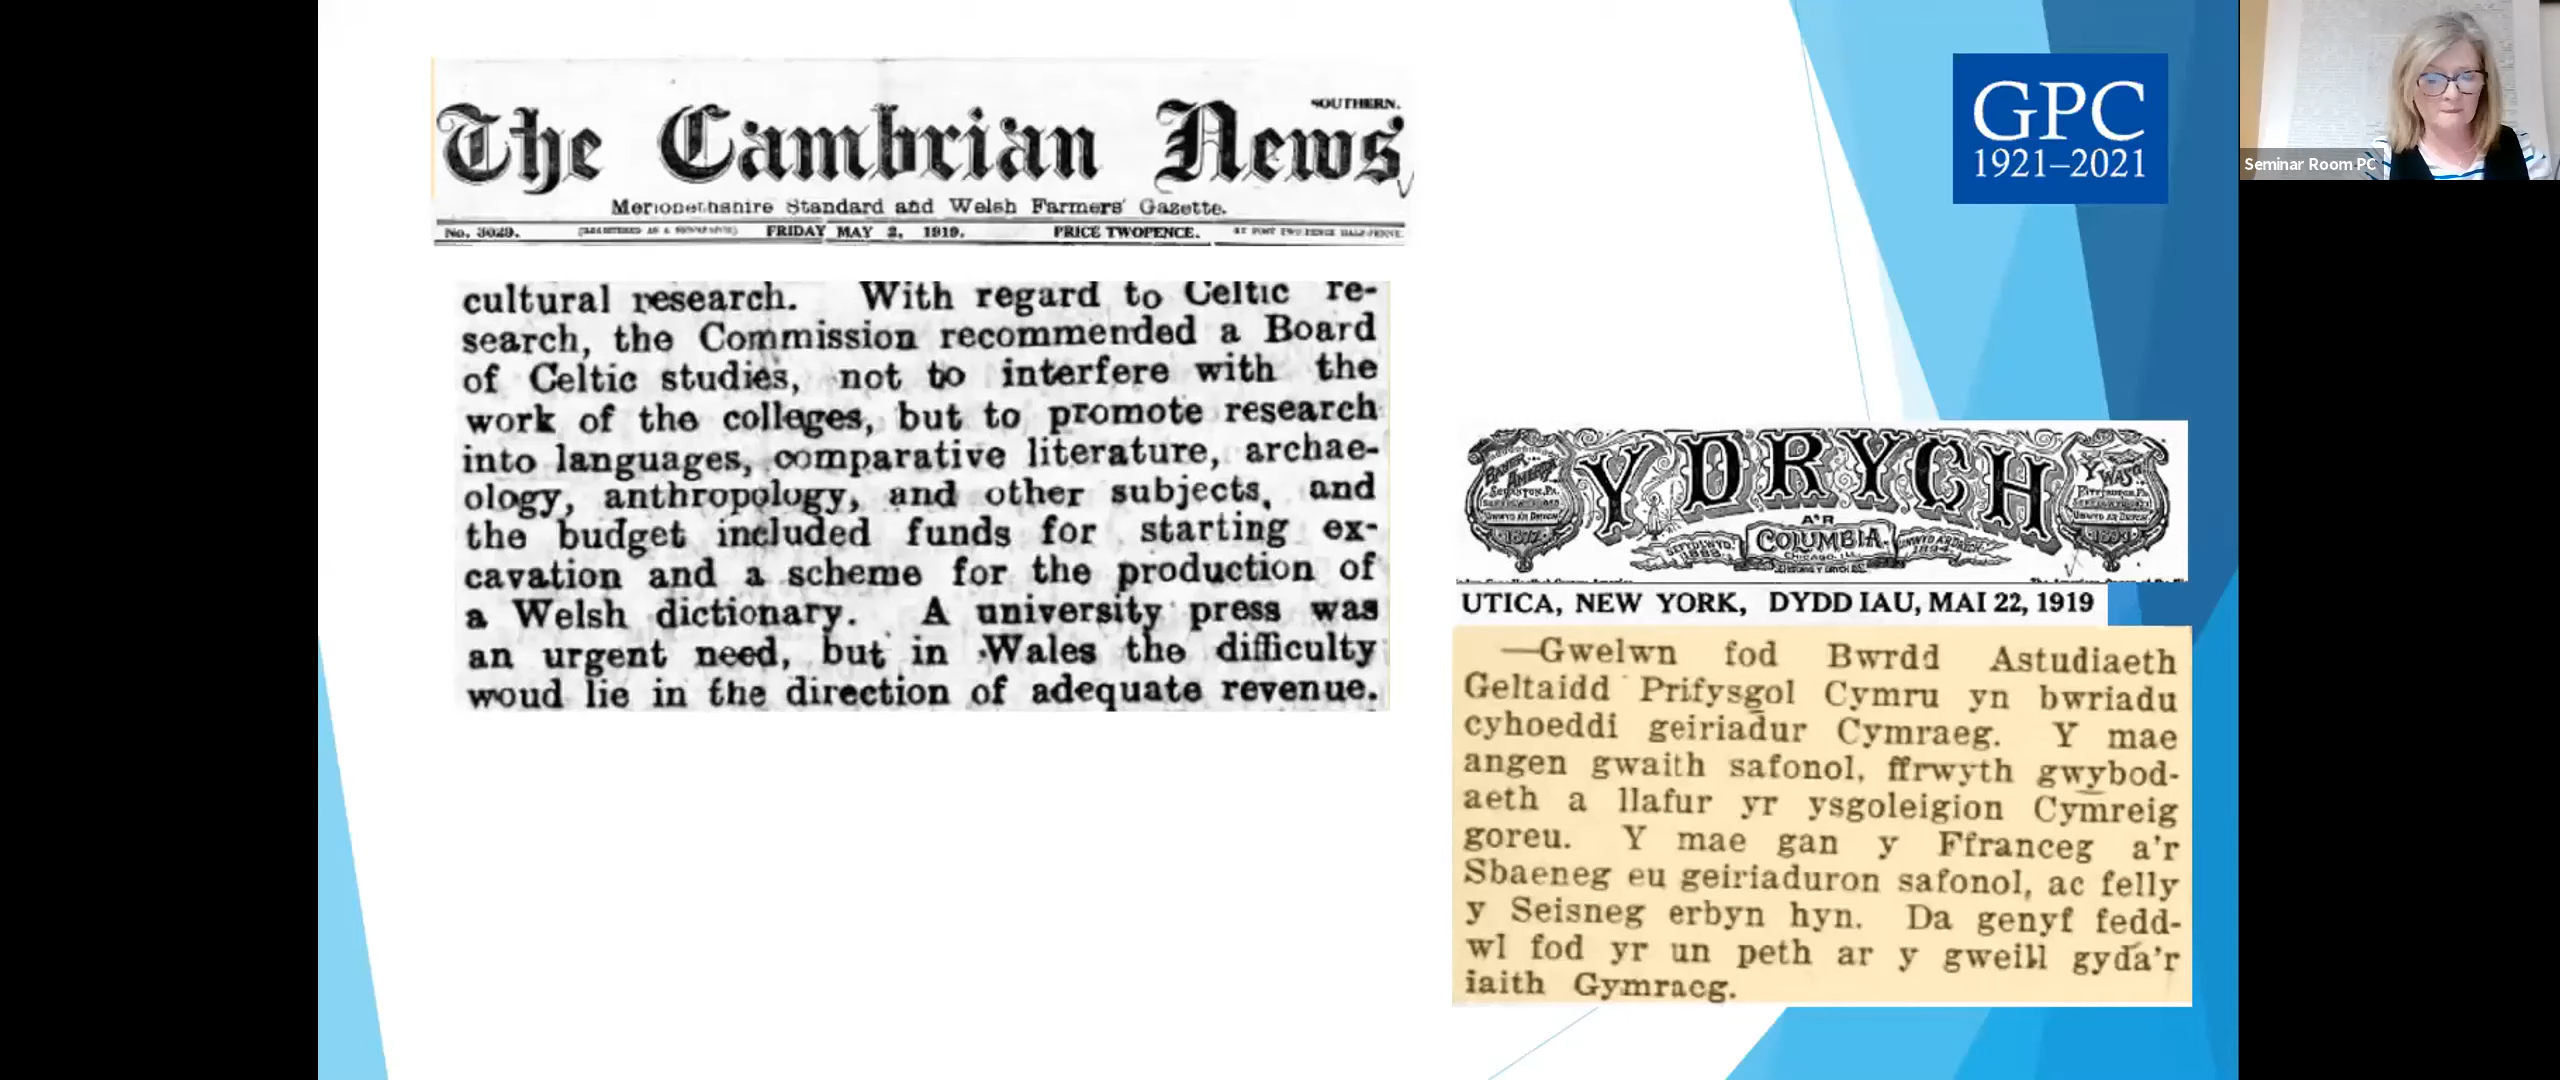 SOUTHERN.
The Cambrian News
Merionethshire Standard and Welsh Farmers' Gazette.
No. 3029. FRIDAY MAY 2, 1919. PRICE TWOPENCE.
cultural research. With regard to Celtic re-
search, the Commission recommended a Board
of Celtic studies, not to interfere with the
work of the colleges, but to promote research
into languages, comparative literature, archae-
ology, anthropology, and other subjects, and
the budget included funds for starting ex-
cavation and a scheme for the production of
a Welsh dictionary. A university press was
an urgent need, but in Wales the difficulty
woud lie in the direction of adequate revenue.
GPC
1921–2021
Seminar Room PC
Y DRYCH
A'R
COLUMBIA.
UTICA, NEW YORK, DYDD IAU, MAI 22, 1919
—Gwelwn fod Bwrdd Astudiaeth
Geltaidd Prifysgol Cymru yn bwriadu
cyhoeddi geiriadur Cymraeg. Y mae
angen gwaith safonol, ffrwyth gwybod-
aeth a llafur yr ysgoleigion Cymreig
goreu. Y mae gan y Ffranceg a'r
Sbaeneg eu geiriaduron safonol, ac felly
y Seisneg erbyn hyn. Da genyf fedd-
wl fod yr un peth ar y gweill gyda'r
iaith Gymraeg.